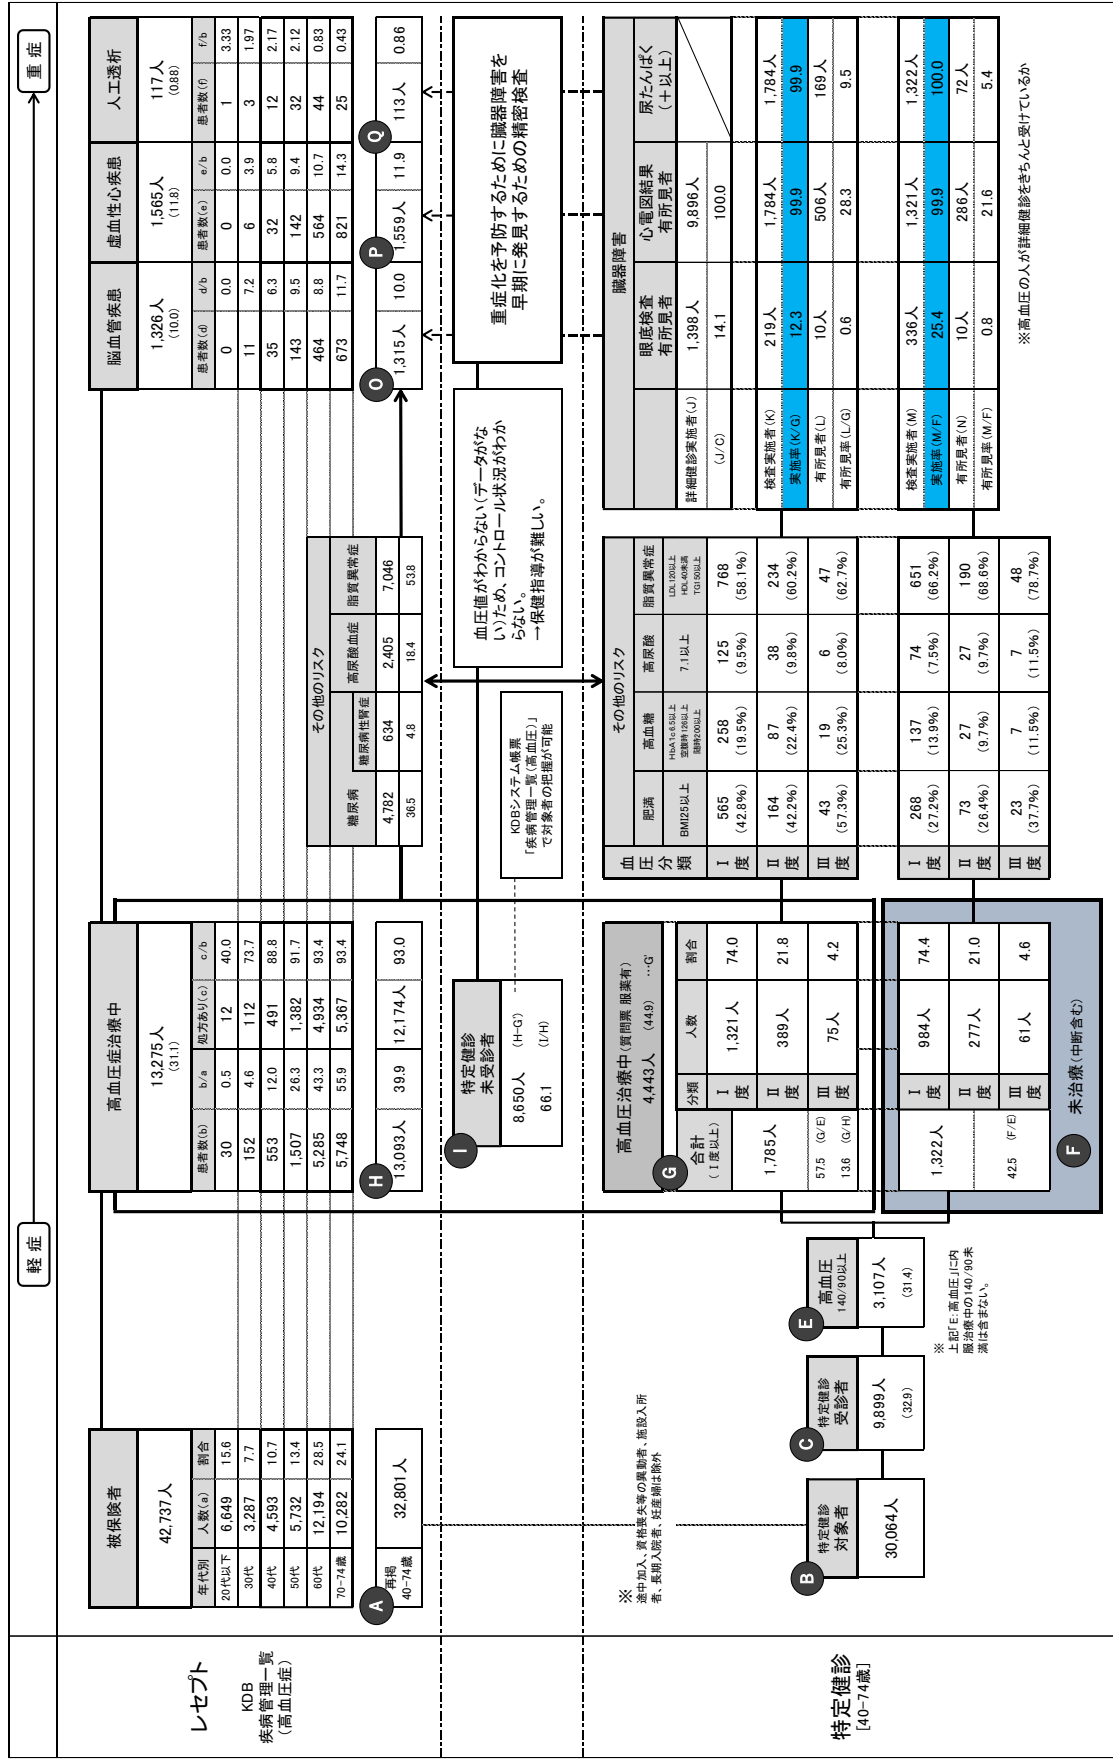 軽症
重症
レセプト
KDB
疾病管理一覧
(高血圧症)
被保険者
42,737人
年代別 人数(a) 割合
20代以下 6,649 15.6
30代 3,287 7.7
40代 4,593 10.7
50代 5,732 13.4
60代 12,194 28.5
70-74歳 10,282 24.1
A
再掲
40-74歳
32,801人
高血圧症治療中
13,275人
(31.1)
患者数(b) b/a 処方あり(c) c/b
30 0.5 12 40.0
152 4.6 112 73.7
553 12.0 491 88.8
1,507 26.3 1,382 91.7
5,285 43.3 4,934 93.4
5,748 55.9 5,367 93.4
H
13,093人 39.9 12,174人 93.0
その他のリスク
糖尿病 糖尿病性腎症 高尿酸血症 脂質異常症
4,782 634 2,405 7,046
36.5 4.8 18.4 53.8
脳血管疾患 虚血性心疾患 人工透析
1,326人 1,565人 117人
(10.0) (11.8) (0.88)
患者数(d) d/b 患者数(e) e/b 患者数(f) f/b
0 0.0 0 0.0 1 3.33
11 7.2 6 3.9 3 1.97
35 6.3 32 5.8 12 2.17
143 9.5 142 9.4 32 2.12
464 8.8 564 10.7 44 0.83
673 11.7 821 14.3 25 0.43
O P Q
1,315人 10.0 1,559人 11.9 113人 0.86
I
特定健診
未受診者
8,650人 (H-G')
66.1 (I/H)
KDBシステム帳票
「疾病管理一覧(高血圧)」
で対象者の把握が可能
血圧値がわからない(データがな
い)ため、コントロール状況がわか
らない。
→保健指導が難しい。
重症化を予防するために臓器障害を
早期に発見するための精密検査
特定健診
[40-74歳]
※
途中加入、資格喪失等の異動者、施設入所
者、長期入院者、妊産婦は除外
B
特定健診
対象者
30,064人
C
特定健診
受診者
9,899人
(32.9)
E
高血圧
140/90以上
3,107人
(31.4)
※
上記「E:高血圧」に内
服治療中の140/90未
満は含まない。
高血圧治療中(質問票 服薬有)
4,443人 (44.9) …G'
G
合計
(Ⅰ度以上)
分類 人数 割合
1,785人
57.5 (G/E)
13.6 (G/H)
Ⅰ度 1,321人 74.0
Ⅱ度 389人 21.8
Ⅲ度 75人 4.2
1,322人
42.5 (F/E)
Ⅰ度 984人 74.4
Ⅱ度 277人 21.0
Ⅲ度 61人 4.6
F
未治療(中断含む)
血圧分類
その他のリスク
肥満 高血糖 高尿酸 脂質異常症
BMI25以上
HbA1c6.5以上
空腹時126以上
随時200以上
7.1以上
LDL120以上
HDL40未満
TG150以上
Ⅰ度 565 258 125 768
(42.8%) (19.5%) (9.5%) (58.1%)
Ⅱ度 164 87 38 234
(42.2%) (22.4%) (9.8%) (60.2%)
Ⅲ度 43 19 6 47
(57.3%) (25.3%) (8.0%) (62.7%)
Ⅰ度 268 137 74 651
(27.2%) (13.9%) (7.5%) (66.2%)
Ⅱ度 73 27 27 190
(26.4%) (9.7%) (9.7%) (68.6%)
Ⅲ度 23 7 7 48
(37.7%) (11.5%) (11.5%) (78.7%)
臓器障害
眼底検査
有所見者
心電図結果
有所見者
尿たんぱく
(+以上)
詳細健診実施者(J) 1,398人 9,896人
(J/C) 14.1 100.0
検査実施者(K) 219人 1,784人 1,784人
実施率(K/G) 12.3 99.9 99.9
有所見者(L) 10人 506人 169人
有所見率(L/G) 0.6 28.3 9.5
検査実施者(M) 336人 1,321人 1,322人
実施率(M/F) 25.4 99.9 100.0
有所見者(N) 10人 286人 72人
有所見率(M/F) 0.8 21.6 5.4
※高血圧の人が詳細健診をきちんと受けているか